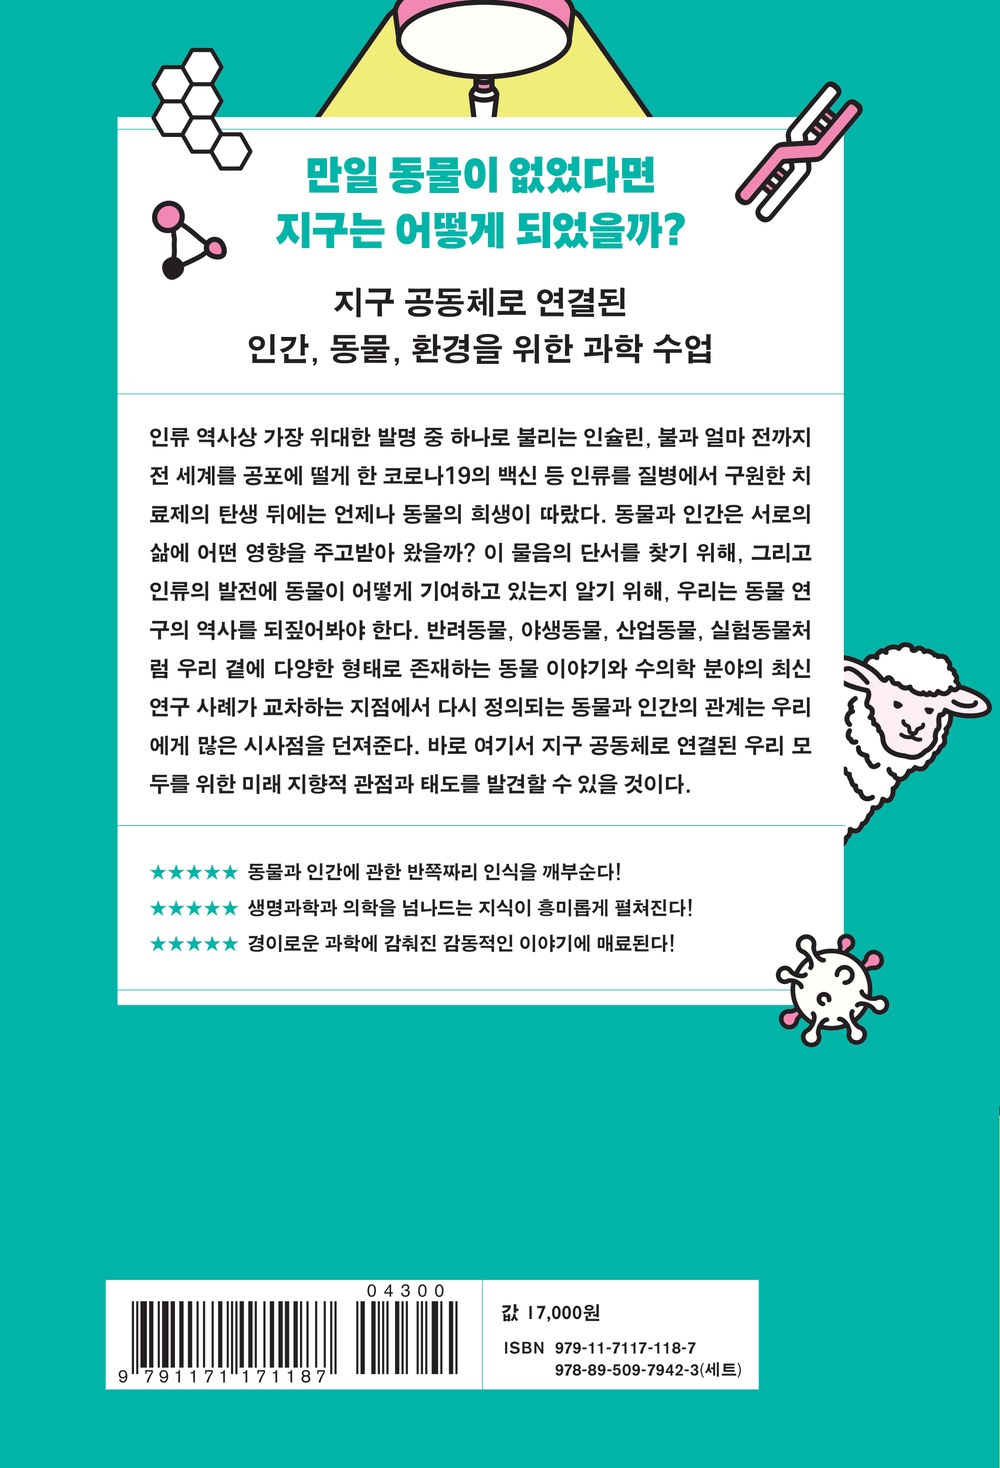 만일 동물이 없었다면
지구는 어떻게 되었을까?
지구 공동체로 연결된
인간, 동물, 환경을 위한 과학 수업
인류 역사상 가장 위대한 발명 중 하나로 불리는 인슐린, 불과 얼마 전까지
전 세계를 공포에 떨게 한 코로나19의 백신 등 인류를 질병에서 구원한 치
료제의 탄생 뒤에는 언제나 동물의 희생이 따랐다. 동물과 인간은 서로의
삶에 어떤 영향을 주고받아 왔을까? 이 물음의 단서를 찾기 위해, 그리고
인류의 발전에 동물이 어떻게 기여하고 있는지 알기 위해, 우리는 동물 연
구의 역사를 되짚어봐야 한다. 반려동물, 야생동물, 산업동물, 실험동물처
럼 우리 곁에 다양한 형태로 존재하는 동물 이야기와 수의학 분야의 최신
연구 사례가 교차하는 지점에서 다시 정의되는 동물과 인간의 관계는 우리
에게 많은 시사점을 던져준다. 바로 여기서 지구 공동체로 연결된 우리 모
두를 위한 미래 지향적 관점과 태도를 발견할 수 있을 것이다.
★★★★★ 동물과 인간에 관한 반쪽짜리 인식을 깨부순다!
★★★★★ 생명과학과 의학을 넘나드는 지식이 흥미롭게 펼쳐진다!
★★★★★ 경이로운 과학에 감춰진 감동적인 이야기에 매료된다!
04300
9 791171 171187
값 17,000원
ISBN 979-11-7117-118-7
978-89-509-7942-3(세트)